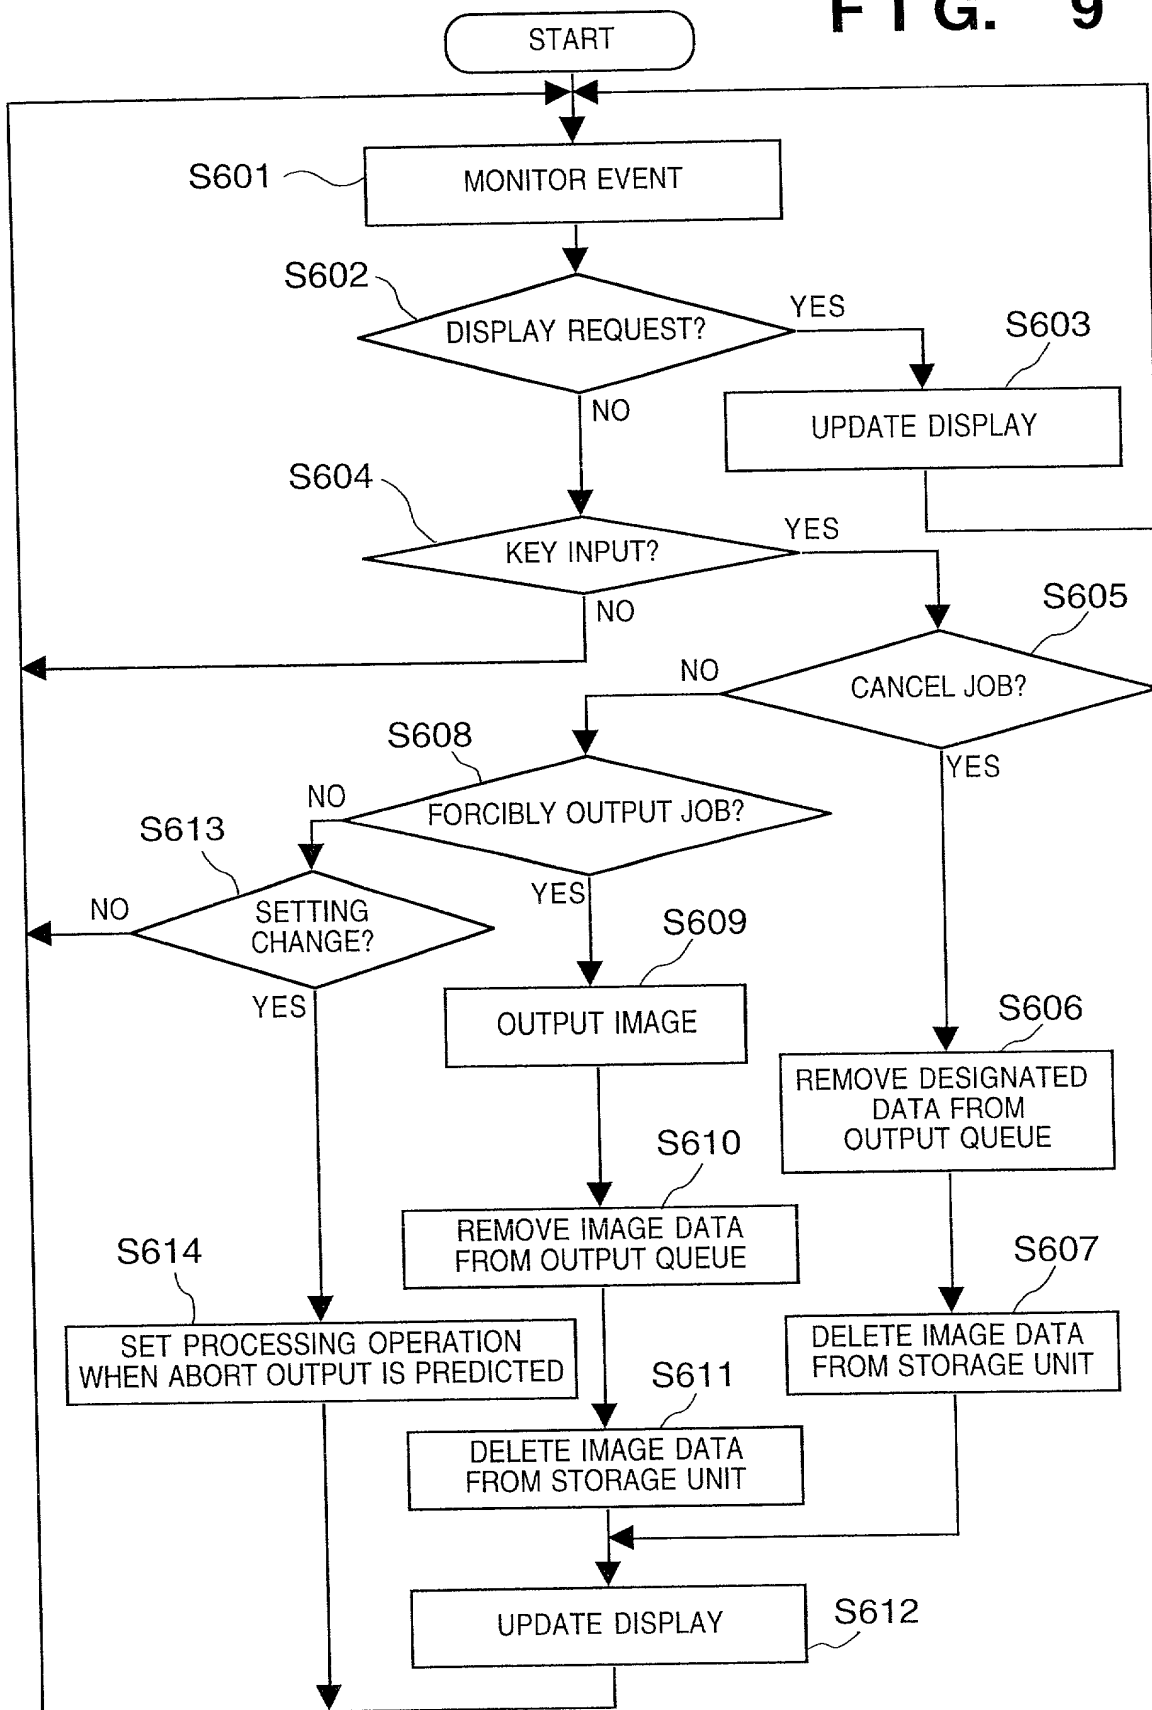 FIG. 9
START
S601
MONITOR EVENT
S602
DISPLAY REQUEST?
YES
S603
NO
UPDATE DISPLAY
S604
KEY INPUT?
YES
NO
S605
NO
CANCEL JOB?
S608
YES
NO
FORCIBLY OUTPUT JOB?
S613
YES
NO
SETTING
CHANGE?
S609
YES
OUTPUT IMAGE
S606
REMOVE DESIGNATED
DATA FROM
OUTPUT QUEUE
S610
REMOVE IMAGE DATA
FROM OUTPUT QUEUE
S614
S607
SET PROCESSING OPERATION
WHEN ABORT OUTPUT IS PREDICTED
DELETE IMAGE DATA
FROM STORAGE UNIT
S611
DELETE IMAGE DATA
FROM STORAGE UNIT
UPDATE DISPLAY
S612